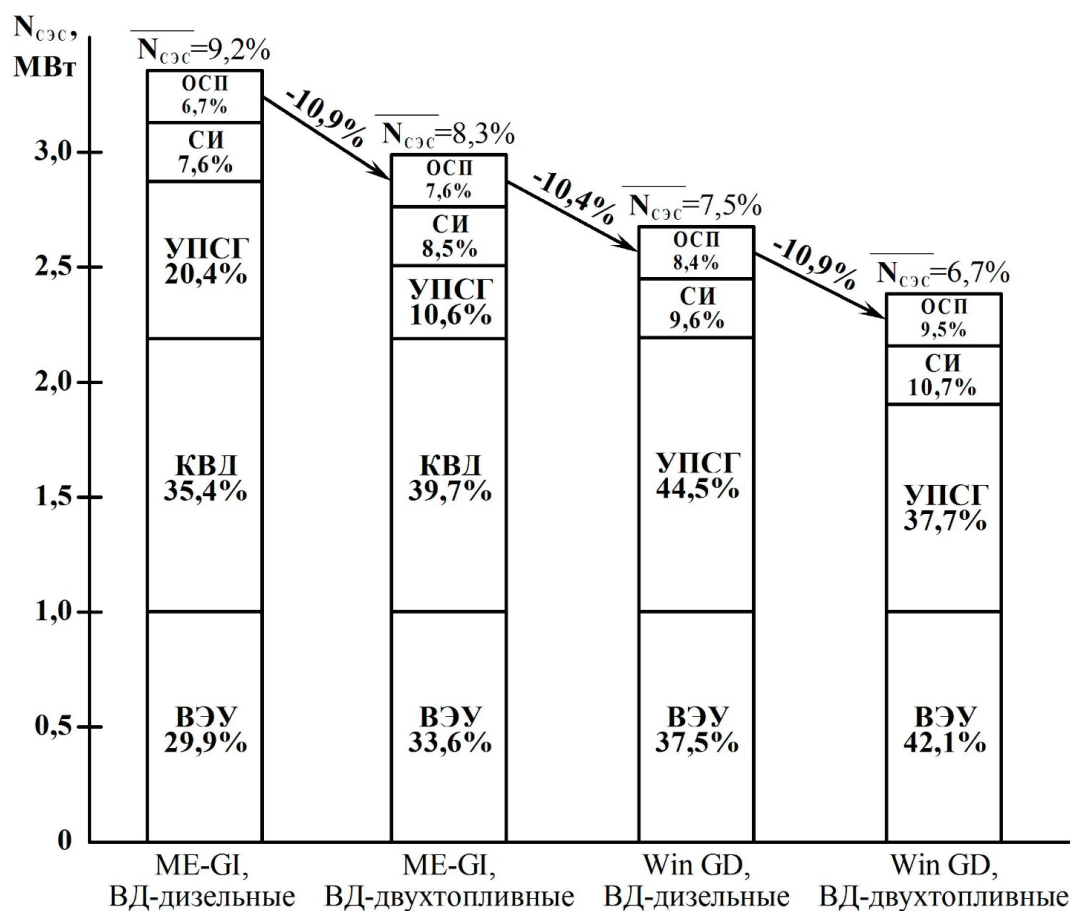 Nсэс,
МВт
Nсэс=9,2%
ОСП
6,7%
СИ
7,6%
УПСГ
20,4%
КВД
35,4%
ВЭУ
29,9%
-10,9%
Nсэс=8,3%
ОСП
7,6%
СИ
8,5%
УПСГ
10,6%
КВД
39,7%
ВЭУ
33,6%
-10,4%
Nсэс=7,5%
ОСП
8,4%
СИ
9,6%
УПСГ
44,5%
ВЭУ
37,5%
-10,9%
Nсэс=6,7%
ОСП
9,5%
СИ
10,7%
УПСГ
37,7%
ВЭУ
42,1%
3,0
2,5
2,0
1,5
1,0
0,5
0
ME-GI,
ВД-дизельные
ME-GI,
ВД-двухтопливные
Win GD,
ВД-дизельные
Win GD,
ВД-двухтопливные